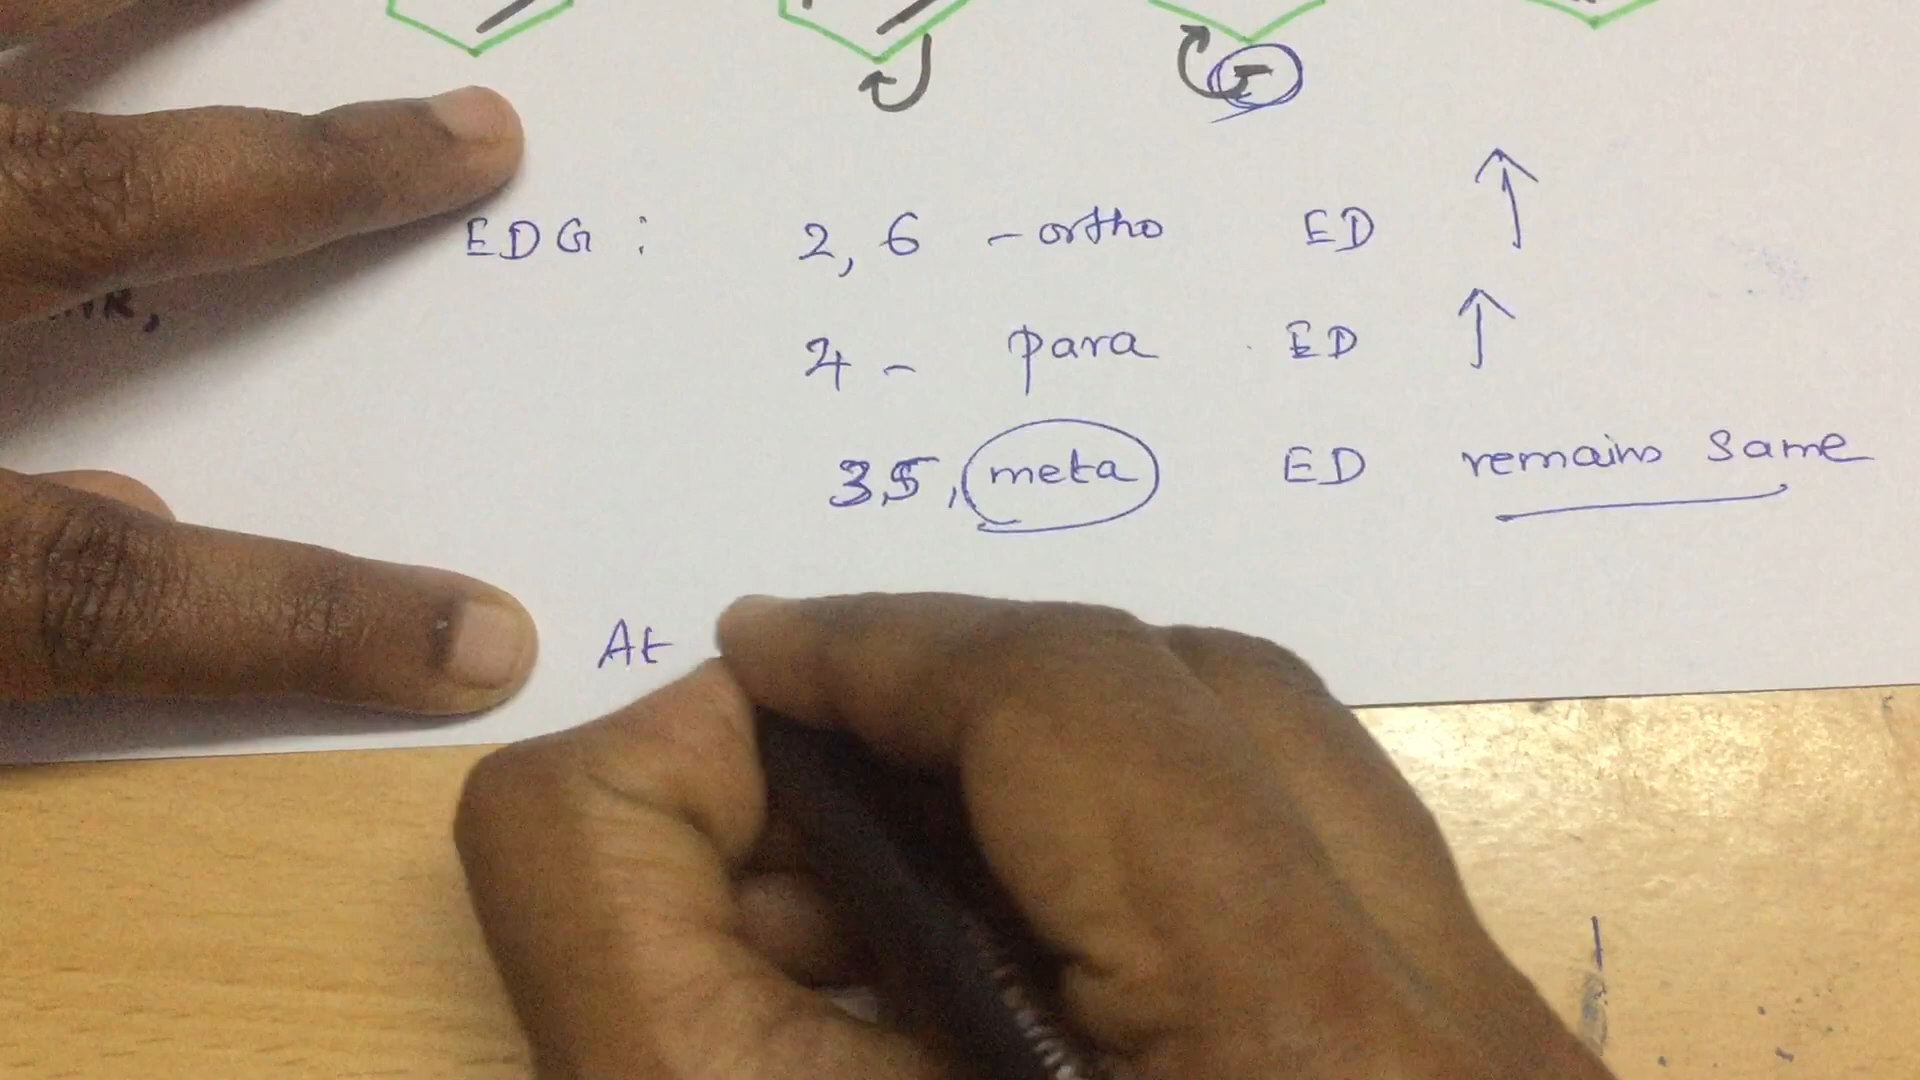 EDG : 2, 6 - ortho ED ↑
4 - para ED ↑
3,5, meta ED remains same
At